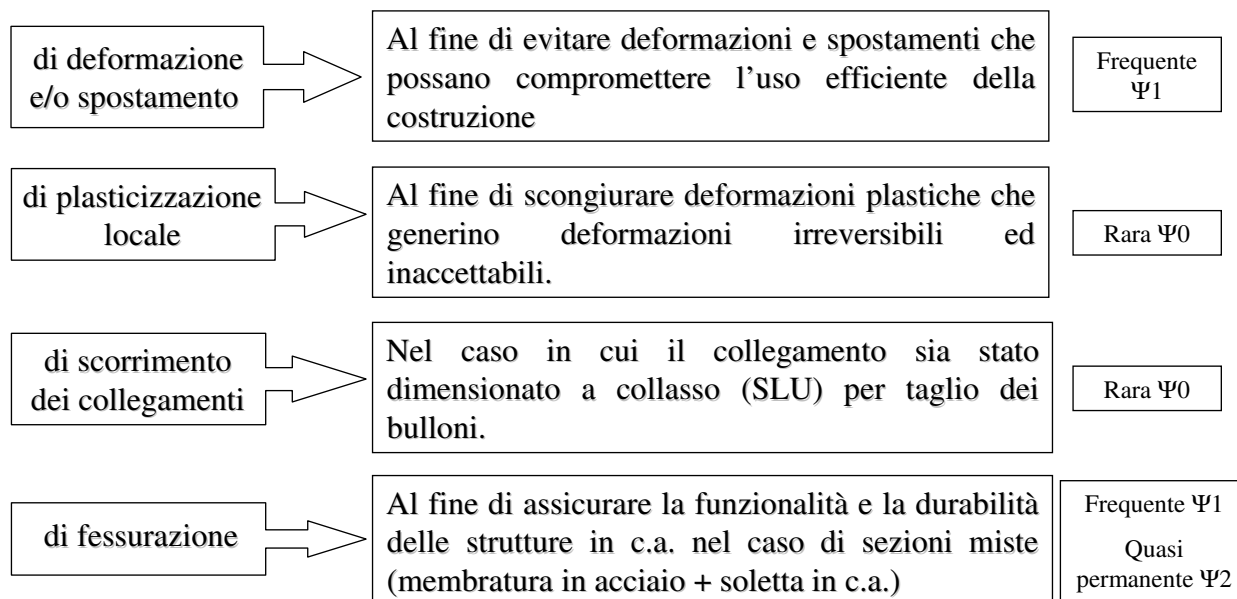 di deformazione
e/o spostamento
Al fine di evitare deformazioni e spostamenti che
possano compromettere l’uso efficiente della
costruzione
Frequente
Ψ1
di plasticizzazione
locale
Al fine di scongiurare deformazioni plastiche che
generino deformazioni irreversibili ed
inaccettabili.
Rara Ψ0
di scorrimento
dei collegamenti
Nel caso in cui il collegamento sia stato
dimensionato a collasso (SLU) per taglio dei
bulloni.
Rara Ψ0
di fessurazione
Al fine di assicurare la funzionalità e la durabilità
delle strutture in c.a. nel caso di sezioni miste
(membratura in acciaio + soletta in c.a.)
Frequente Ψ1
Quasi
permanente Ψ2